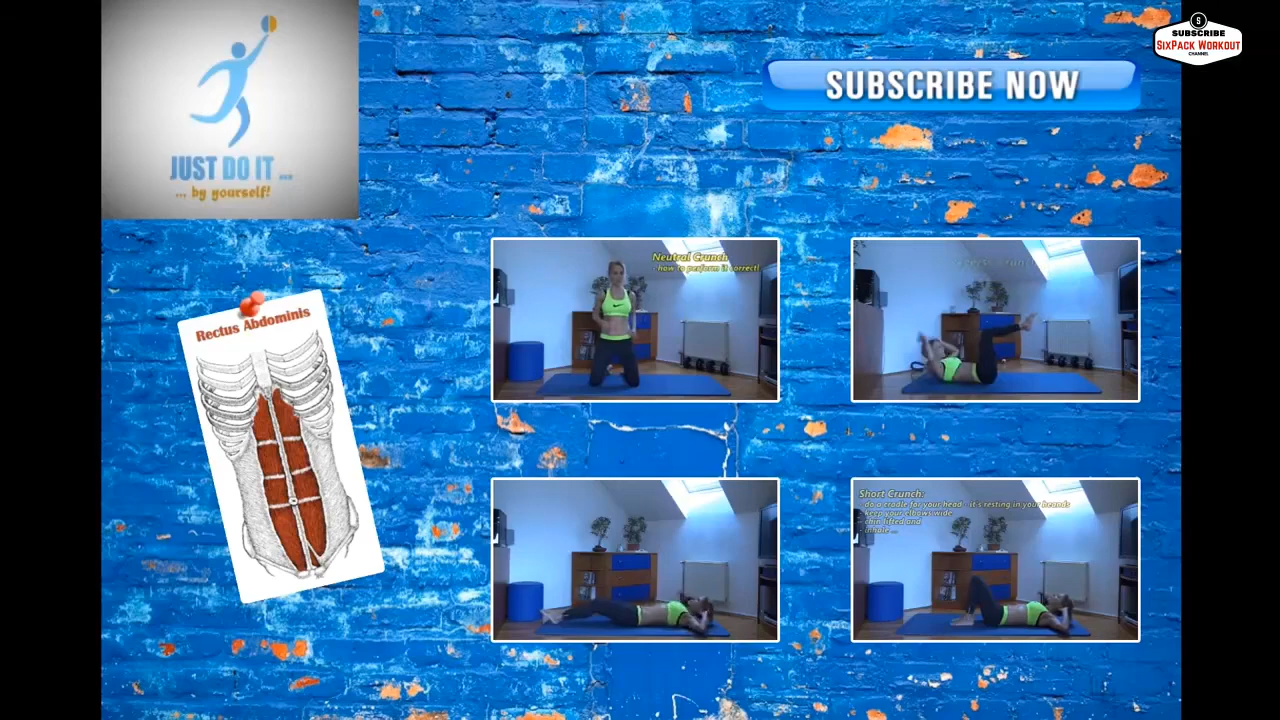 JUST DO IT ...
... by yourself!
SUBSCRIBE NOW
S
SUBSCRIBE
SIXPACK WORKOUT
CHANNEL
Rectus Abdominis
Neutral Crunch
- how to perform it correct!
Short Crunch:
- do a cradle for your head - it's resting in your heands
- keep your elbows wide
- chin lifted and
- inhale ...